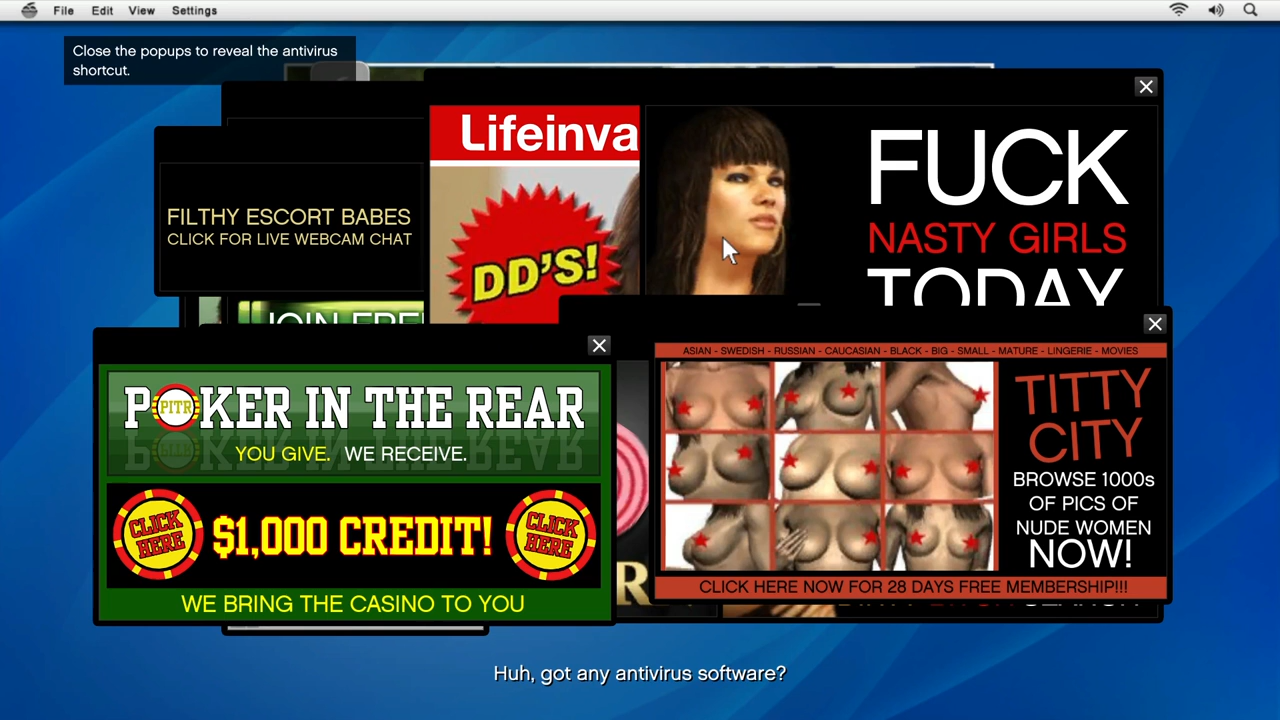 File Edit View Settings
Close the popups to reveal the antivirus
shortcut.
Lifeinva
DD'S!
FUCK
NASTY GIRLS
TODAY
FILTHY ESCORT BABES
CLICK FOR LIVE WEBCAM CHAT
JOIN FREE
POKER IN THE REAR
PITR
YOU GIVE. WE RECEIVE.
CLICK
HERE
$1,000 CREDIT!
CLICK
HERE
WE BRING THE CASINO TO YOU
ASIAN - SWEDISH - RUSSIAN - CAUCASIAN - BLACK - BIG - SMALL - MATURE - LINGERIE - MOVIES
TITTY
CITY
BROWSE 1000s
OF PICS OF
NUDE WOMEN
NOW!
CLICK HERE NOW FOR 28 DAYS FREE MEMBERSHIP!!!
R
Huh, got any antivirus software?